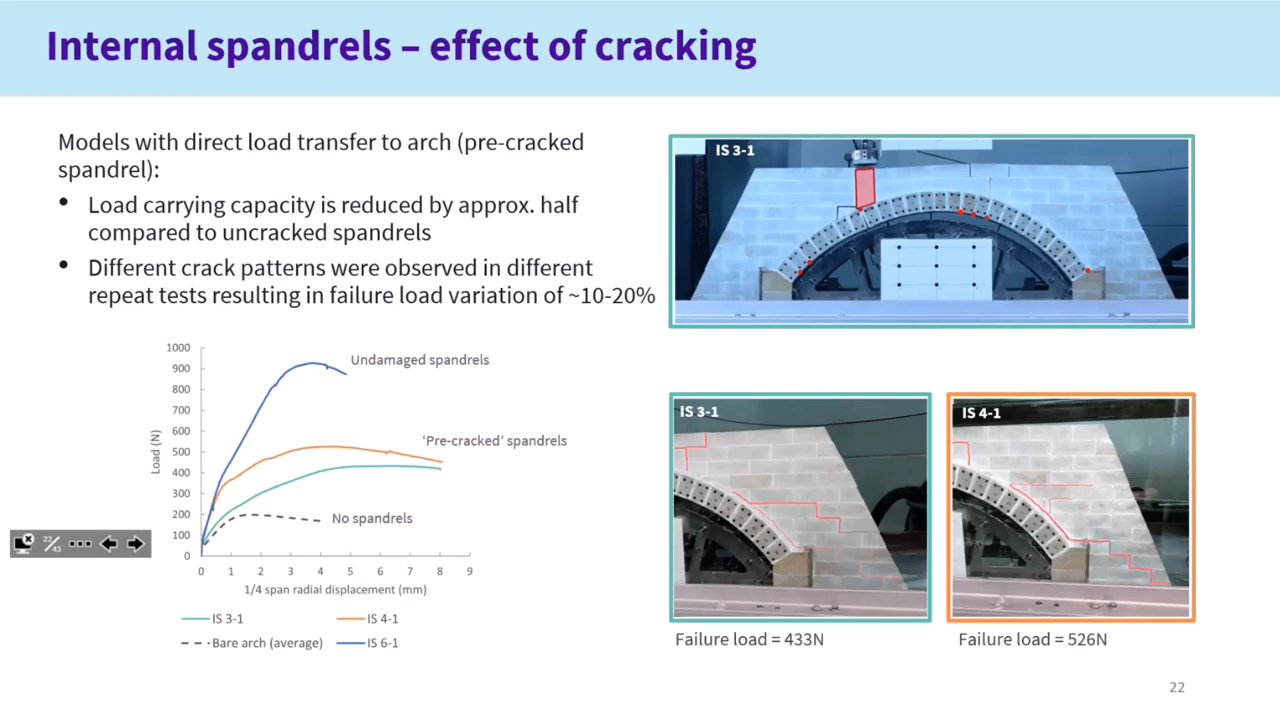 Internal spandrels – effect of cracking
Models with direct load transfer to arch (pre-cracked
spandrel):
• Load carrying capacity is reduced by approx. half
compared to uncracked spandrels
• Different crack patterns were observed in different
repeat tests resulting in failure load variation of ~10-20%
IS 3-1
1000
900
800
700
600
500
400
300
200
100
0
Load (N)
Undamaged spandrels
'Pre-cracked' spandrels
No spandrels
0 1 2 3 4 5 6 7 8 9
1/4 span radial displacement (mm)
IS 3-1 IS 4-1
Bare arch (average) IS 6-1
22/43
IS 3-1
Failure load = 433N
IS 4-1
Failure load = 526N
22